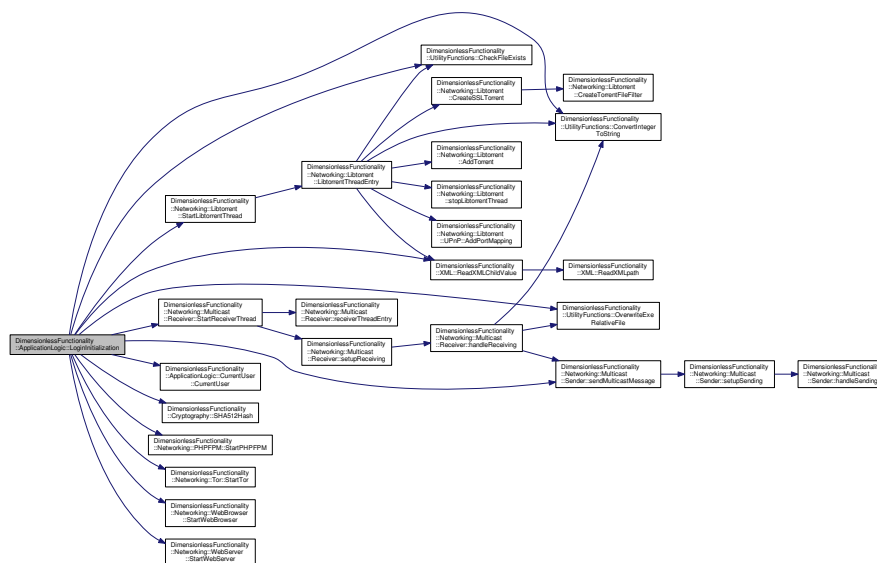 DimensionlessFunctionality
::UtilityFunctions::CheckFileExists
DimensionlessFunctionality
::Networking::Libtorrent
::CreateSSLTorrent
DimensionlessFunctionality
::Networking::Libtorrent
::CreateTorrentFileFilter
DimensionlessFunctionality
::UtilityFunctions::ConvertInteger
ToString
DimensionlessFunctionality
::Networking::Libtorrent
::AddTorrent
DimensionlessFunctionality
::Networking::Libtorrent
::LibtorrentThreadEntry
DimensionlessFunctionality
::Networking::Libtorrent
::stopLibtorrentThread
DimensionlessFunctionality
::Networking::Libtorrent
::StartLibtorrentThread
DimensionlessFunctionality
::Networking::Libtorrent
::UPnP::AddPortMapping
DimensionlessFunctionality
::XML::ReadXMLChildValue
DimensionlessFunctionality
::XML::ReadXMLpath
DimensionlessFunctionality
::Networking::Multicast
::Receiver::StartReceiverThread
DimensionlessFunctionality
::Networking::Multicast
::Receiver::receiverThreadEntry
DimensionlessFunctionality
::UtilityFunctions::OverwriteExe
RelativeFile
DimensionlessFunctionality
::ApplicationLogic::LoginInitialization
DimensionlessFunctionality
::Networking::Multicast
::Receiver::setupReceiving
DimensionlessFunctionality
::Networking::Multicast
::Receiver::handleReceiving
DimensionlessFunctionality
::ApplicationLogic::CurrentUser
::CurrentUser
DimensionlessFunctionality
::Networking::Multicast
::Sender::sendMulticastMessage
DimensionlessFunctionality
::Networking::Multicast
::Sender::setupSending
DimensionlessFunctionality
::Networking::Multicast
::Sender::handleSending
DimensionlessFunctionality
::Cryptography::SHA512Hash
DimensionlessFunctionality
::Networking::PHPFPM::StartPHPFPM
DimensionlessFunctionality
::Networking::Tor::StartTor
DimensionlessFunctionality
::Networking::WebBrowser
::StartWebBrowser
DimensionlessFunctionality
::Networking::WebServer
::StartWebServer